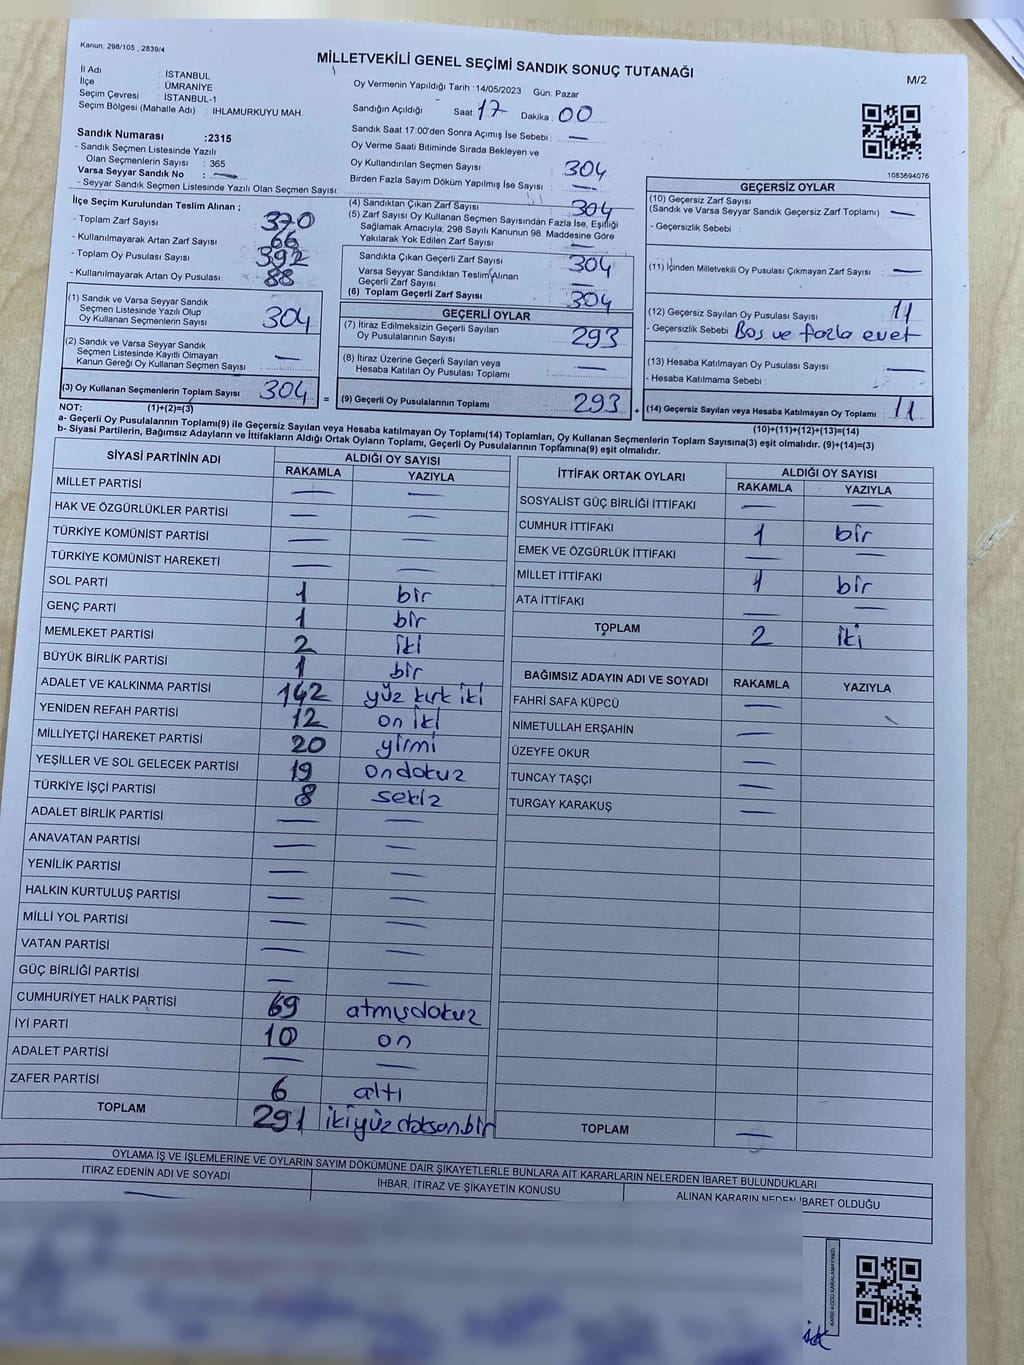 Kanun: 298/105 , 2839/4
MİLLETVEKİLİ GENEL SEÇİMİ SANDIK SONUÇ TUTANAĞI
M/2
İl Adı : İSTANBUL
İlçe : ÜMRANİYE
Seçim Çevresi : İSTANBUL-1
Seçim Bölgesi (Mahalle Adı) : IHLAMURKUYU MAH.
Sandık Numarası :2315
- Sandık Seçmen Listesinde Yazılı
Olan Seçmenlerin Sayısı : 365
Varsa Seyyar Sandık No : —
- Seyyar Sandık Seçmen Listesinde Yazılı Olan Seçmen Sayısı:
Oy Vermenin Yapıldığı Tarih : 14/05/2023 Gün: Pazar
Sandığın Açıldığı Saat: 17 Dakika : 00
Sandık Saat 17:00'den Sonra Açımış İse Sebebi : —
Oy Verme Saati Bitiminde Sırada Bekleyen ve
Oy Kullandırılan Seçmen Sayısı 304
Birden Fazla Sayım Döküm Yapılmış İse Sayısı : —
1083694076
İlçe Seçim Kurulundan Teslim Alınan ;
- Toplam Zarf Sayısı : 370
- Kullanılmayarak Artan Zarf Sayısı : 66
- Toplam Oy Pusulası Sayısı : 392
- Kullanılmayarak Artan Oy Pusulası : 88
(1) Sandık ve Varsa Seyyar Sandık
Seçmen Listesinde Yazılı Olup
Oy Kullanan Seçmenlerin Sayısı 304
(2) Sandık ve Varsa Seyyar Sandık
Seçmen Listesinde Kayıtlı Olmayan
Kanun Gereği Oy Kullanan Seçmen Sayısı —
(3) Oy Kullanan Seçmenlerin Toplam Sayısı 304 =
(4) Sandıktan Çıkan Zarf Sayısı 304
(5) Zarf Sayısı Oy Kullanan Seçmen Sayısından Fazla İse, Eşitliği
Sağlamak Amacıyla; 298 Sayılı Kanunun 98. Maddesine Göre
Yakılarak Yok Edilen Zarf Sayısı —
Sandıkta Çıkan Geçerli Zarf Sayısı 304
Varsa Seyyar Sandıktan Teslim Alınan
Geçerli Zarf Sayısı —
(6) Toplam Geçerli Zarf Sayısı 304
GEÇERLİ OYLAR
(7) İtiraz Edilmeksizin Geçerli Sayılan
Oy Pusulalarının Sayısı 293
(8) İtiraz Üzerine Geçerli Sayılan veya
Hesaba Katılan Oy Pusulası Toplamı —
(9) Geçerli Oy Pusulalarının Toplamı 293 +
GEÇERSİZ OYLAR
(10) Geçersiz Zarf Sayısı
(Sandık ve Varsa Seyyar Sandık Geçersiz Zarf Toplamı) : —
- Geçersizlik Sebebi :
(11) İçinden Milletvekili Oy Pusulası Çıkmayan Zarf Sayısı : —
(12) Geçersiz Sayılan Oy Pusulası Sayısı : 11
- Geçersizlik Sebebi : Boş ve fazla evet
(13) Hesaba Katılmayan Oy Pusulası Sayısı : —
- Hesaba Katılmama Sebebi :
(14) Geçersiz Sayılan veya Hesaba Katılmayan Oy Toplamı : 11
NOT: (1)+(2)=(3)
(10)+(11)+(12)+(13)=(14)
a- Geçerli Oy Pusulalarının Toplamı(9) ile Geçersiz Sayılan veya Hesaba katılmayan Oy Toplamı(14) Toplamları, Oy Kullanan Seçmenlerin Toplam Sayısına(3) eşit olmalıdır. (9)+(14)=(3)
b- Siyasi Partilerin, Bağımsız Adayların ve İttifakların Aldığı Ortak Oyların Toplamı, Geçerli Oy Pusulalarının Toplamına(9) eşit olmalıdır.
SİYASİ PARTİNİN ADI ALDIĞI OY SAYISI
RAKAMLA YAZIYLA
MİLLET PARTİSİ — —
HAK VE ÖZGÜRLÜKLER PARTİSİ — —
TÜRKİYE KOMÜNİST PARTİSİ — —
TÜRKİYE KOMÜNİST HAREKETİ — —
SOL PARTİ 1 bir
GENÇ PARTİ 1 bir
MEMLEKET PARTİSİ 2 iki
BÜYÜK BİRLİK PARTİSİ 1 bir
ADALET VE KALKINMA PARTİSİ 142 yüz kırk iki
YENİDEN REFAH PARTİSİ 12 on iki
MİLLİYETÇİ HAREKET PARTİSİ 20 yirmi
YEŞİLLER VE SOL GELECEK PARTİSİ 19 ondokuz
TÜRKİYE İŞÇİ PARTİSİ 8 sekiz
ADALET BİRLİK PARTİSİ — —
ANAVATAN PARTİSİ — —
YENİLİK PARTİSİ — —
HALKIN KURTULUŞ PARTİSİ — —
MİLLİ YOL PARTİSİ — —
VATAN PARTİSİ — —
GÜÇ BİRLİĞİ PARTİSİ — —
CUMHURİYET HALK PARTİSİ 69 atmışdokuz
İYİ PARTİ 10 on
ADALET PARTİSİ — —
ZAFER PARTİSİ 6 altı
TOPLAM 291 ikiyüzdoksanbir
İTTİFAK ORTAK OYLARI ALDIĞI OY SAYISI
RAKAMLA YAZIYLA
SOSYALİST GÜÇ BİRLİĞİ İTTİFAKI — —
CUMHUR İTTİFAKI 1 bir
EMEK VE ÖZGÜRLÜK İTTİFAKI — —
MİLLET İTTİFAKI 1 bir
ATA İTTİFAKI — —
TOPLAM 2 iki
BAĞIMSIZ ADAYIN ADI VE SOYADI RAKAMLA YAZIYLA
FAHRİ SAFA KÜPCÜ —
NİMETULLAH ERŞAHİN —
ÜZEYFE OKUR —
TUNCAY TAŞÇI —
TURGAY KARAKUŞ —
TOPLAM —
OYLAMA İŞ VE İŞLEMLERİNE VE OYLARIN SAYIM DÖKÜMÜNE DAİR ŞİKAYETLERLE BUNLARA AİT KARARLARIN NELERDEN İBARET BULUNDUKLARI
İTİRAZ EDENİN ADI VE SOYADI İHBAR, İTİRAZ VE ŞİKAYETİN KONUSU ALINAN KARARIN NEDEN İBARET OLDUĞU
—
KARE KODU KARALAMAYINIZ!